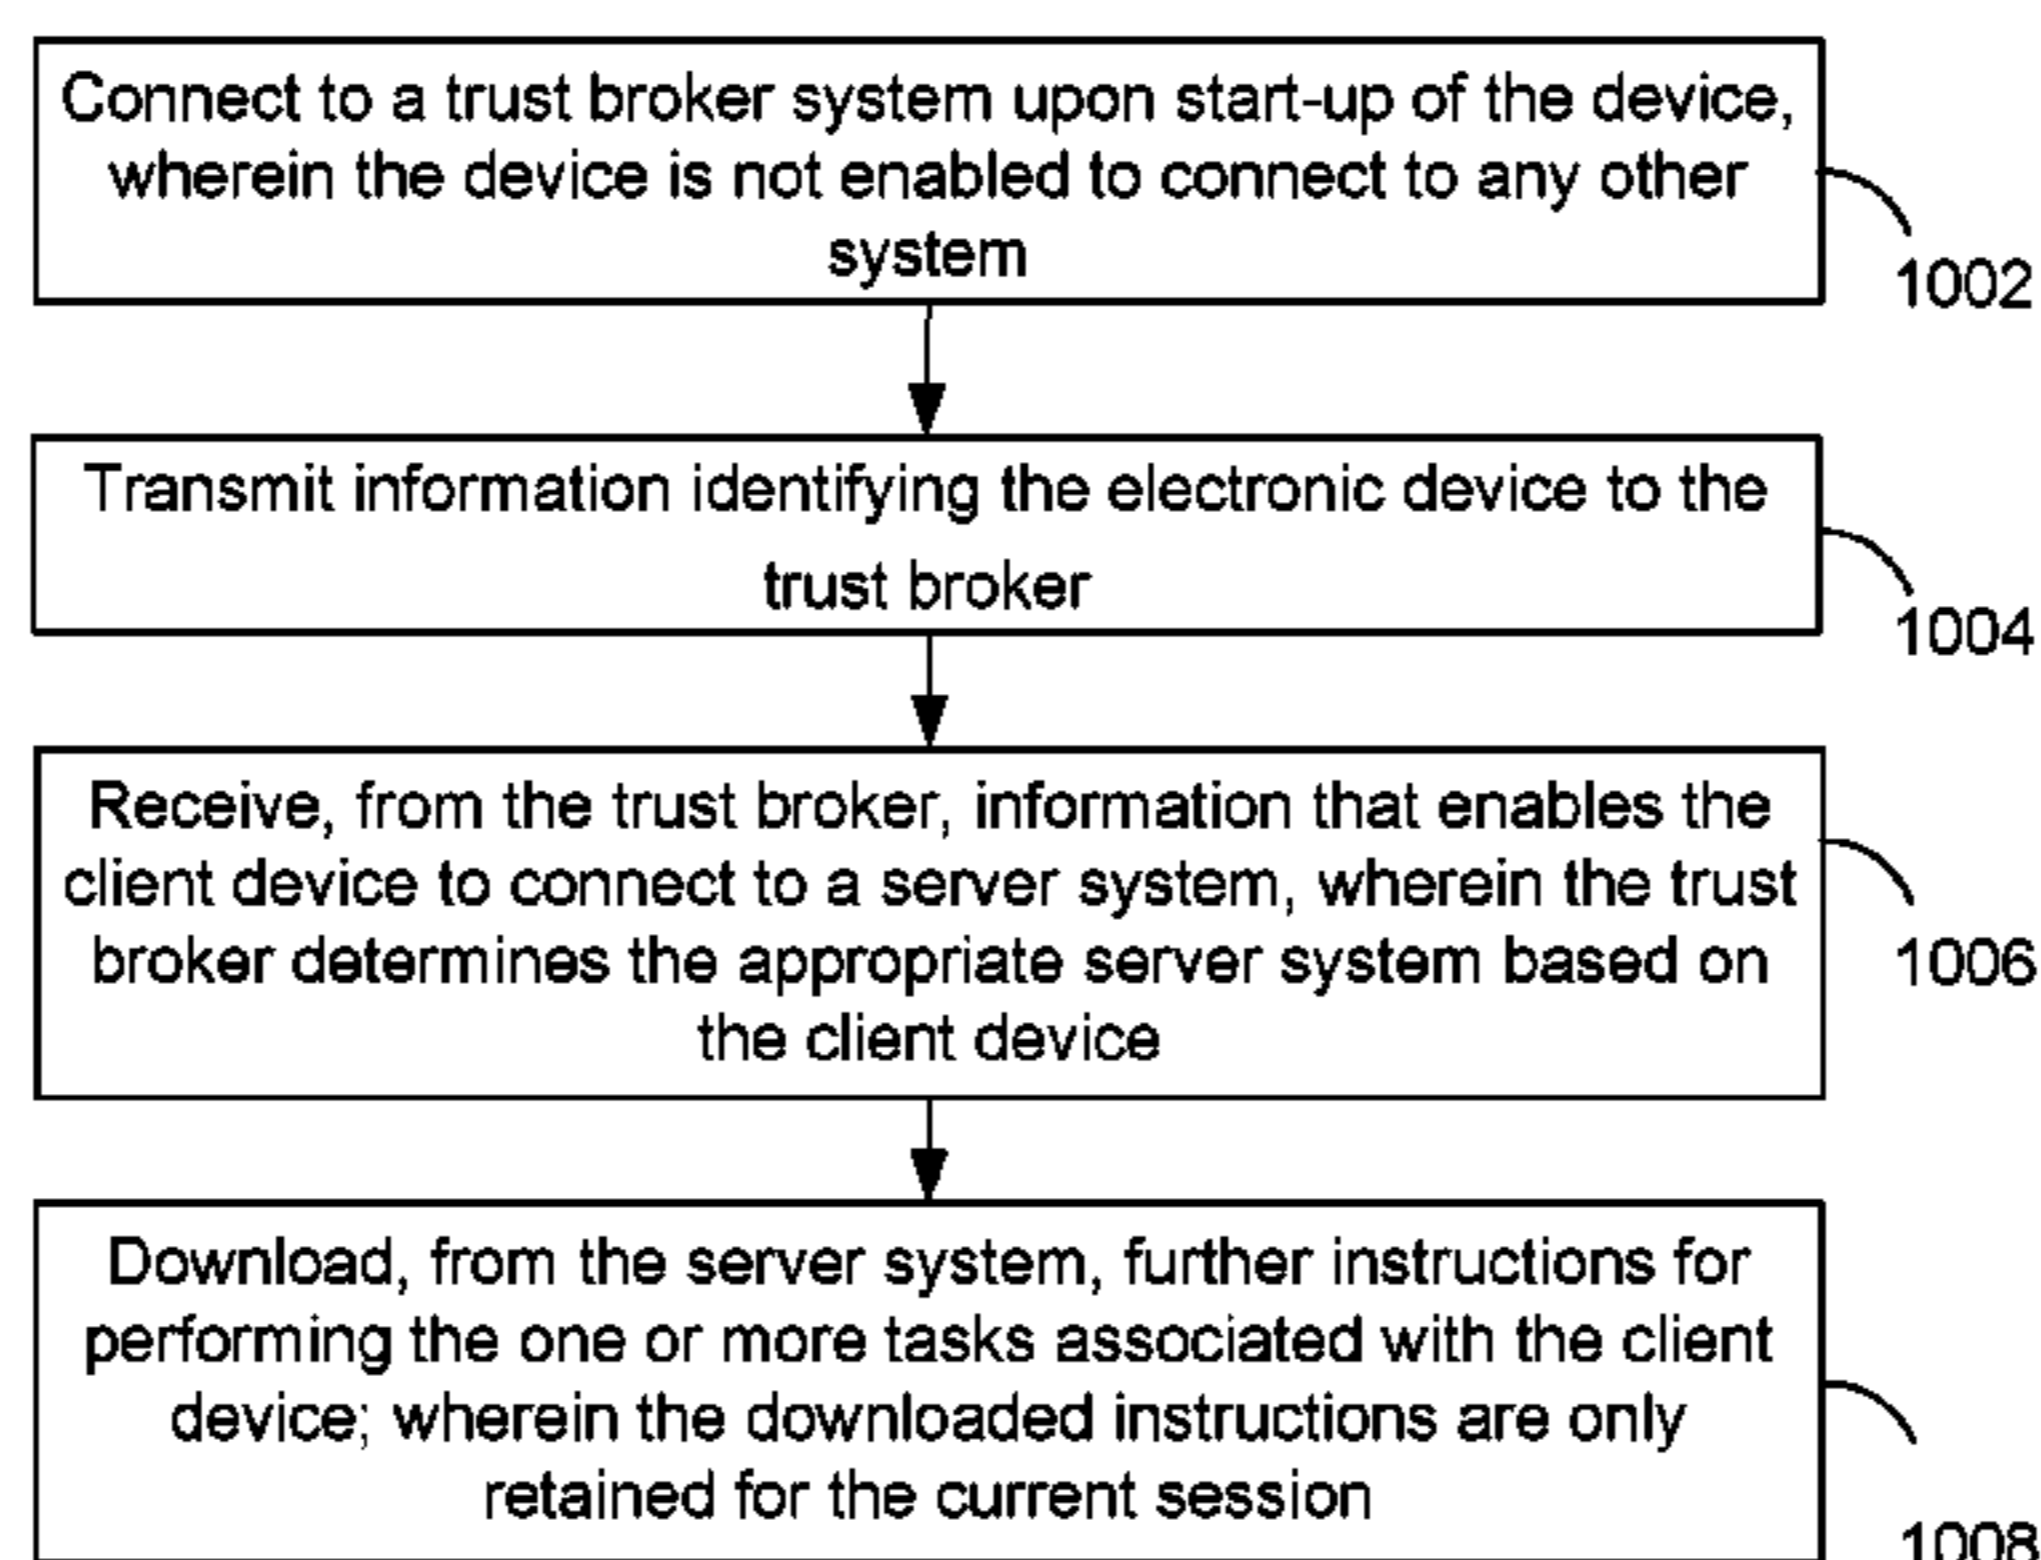 Connect to a trust broker system upon start-up of the device,
wherein the device is not enabled to connect to any other
system
1002
Transmit information identifying the electronic device to the
trust broker
1004
Receive, from the trust broker, information that enables the
client device to connect to a server system, wherein the trust
broker determines the appropriate server system based on
the client device
1006
Download, from the server system, further instructions for
performing the one or more tasks associated with the client
device; wherein the downloaded instructions are only
retained for the current session
1008